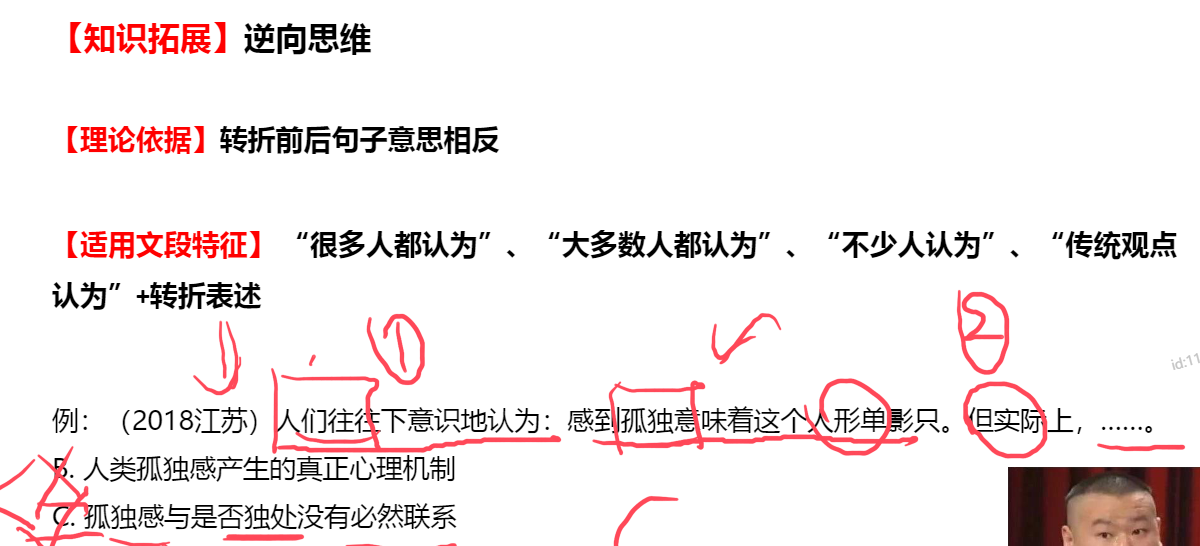 【知识拓展】逆向思维
【理论依据】转折前后句子意思相反
【适用文段特征】 “很多人都认为”、“大多数人都认为”、“不少人认为”、“传统观点
认为”+转折表述
① ②
id:11
例：（2018江苏）人们往往下意识地认为：感到孤独意味着这个人形单影只。但实际上，……。
B. 人类孤独感产生的真正心理机制
C. 孤独感与是否独处没有必然联系